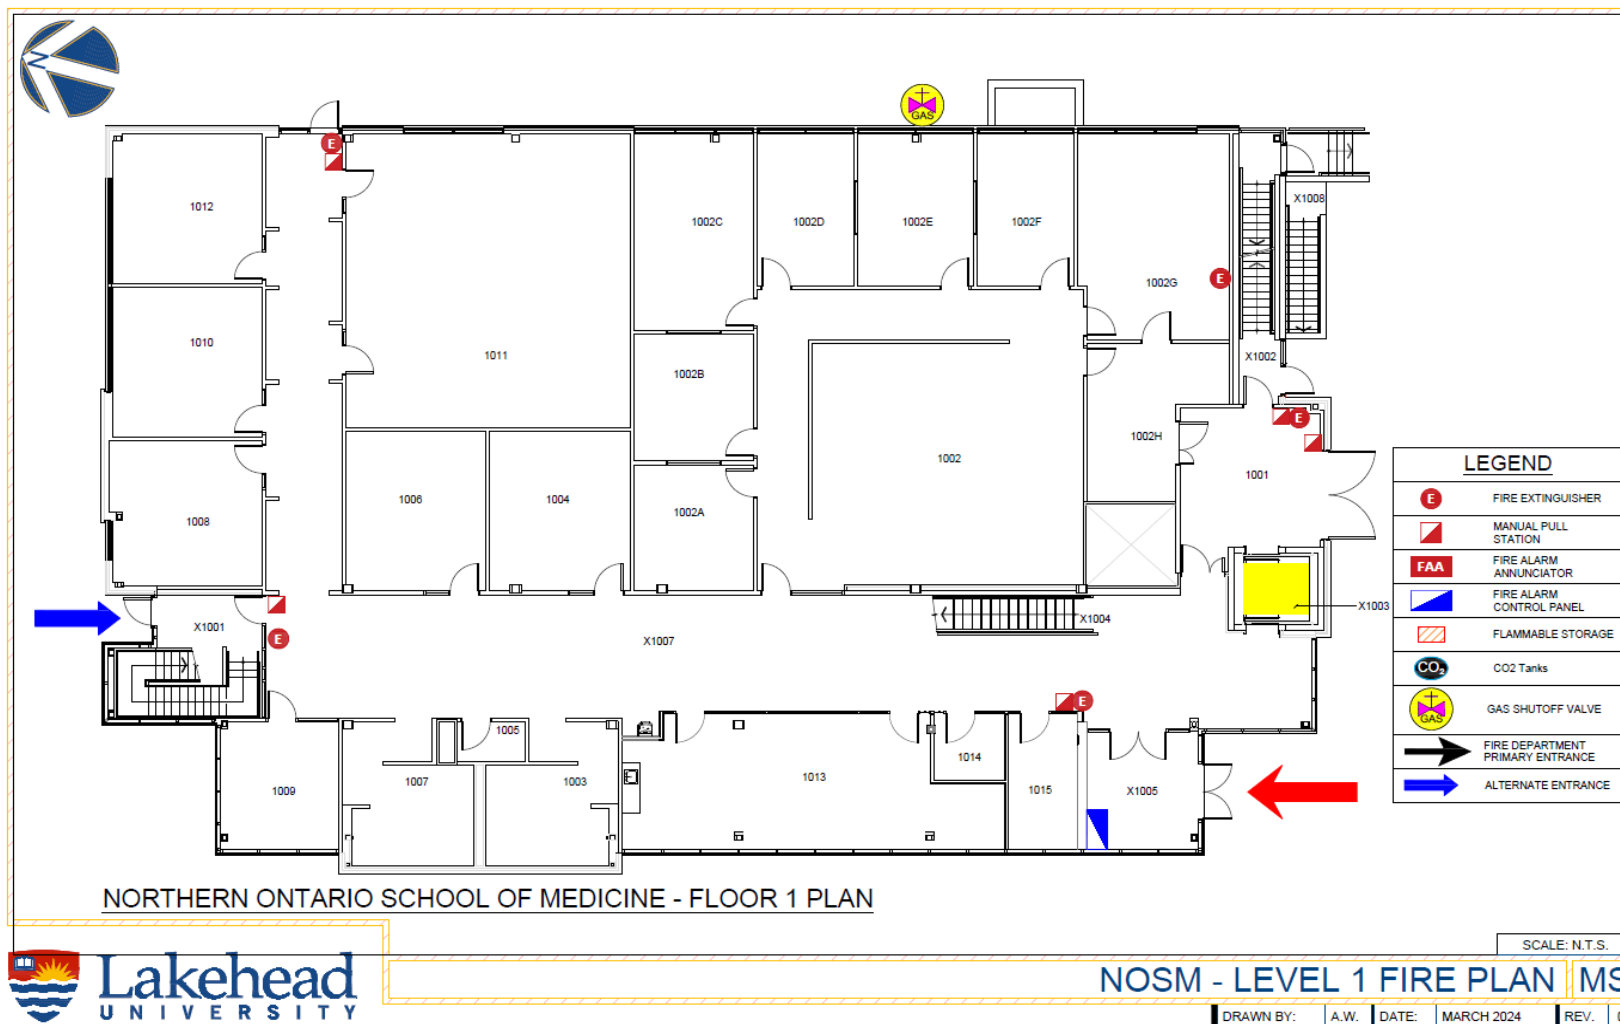 N
GAS
E
1012
1002C
1002D
1002E
1002F
X1008
1002G
E
1010
1011
1002B
X1002
E
1002H
1002
1001
1006
1004
1002A
1008
X1003
X1001
E
X1007
X1004
E
1005
1014
1007
1003
1013
1015
X1005
1009
LEGEND
E FIRE EXTINGUISHER
MANUAL PULL
STATION
FAA FIRE ALARM
ANNUNCIATOR
FIRE ALARM
CONTROL PANEL
FLAMMABLE STORAGE
CO2 CO2 Tanks
GAS GAS SHUTOFF VALVE
FIRE DEPARTMENT
PRIMARY ENTRANCE
ALTERNATE ENTRANCE
NORTHERN ONTARIO SCHOOL OF MEDICINE - FLOOR 1 PLAN
SCALE: N.T.S.
Lakehead
UNIVERSITY
NOSM - LEVEL 1 FIRE PLAN MS
DRAWN BY: A.W. DATE: MARCH 2024 REV.